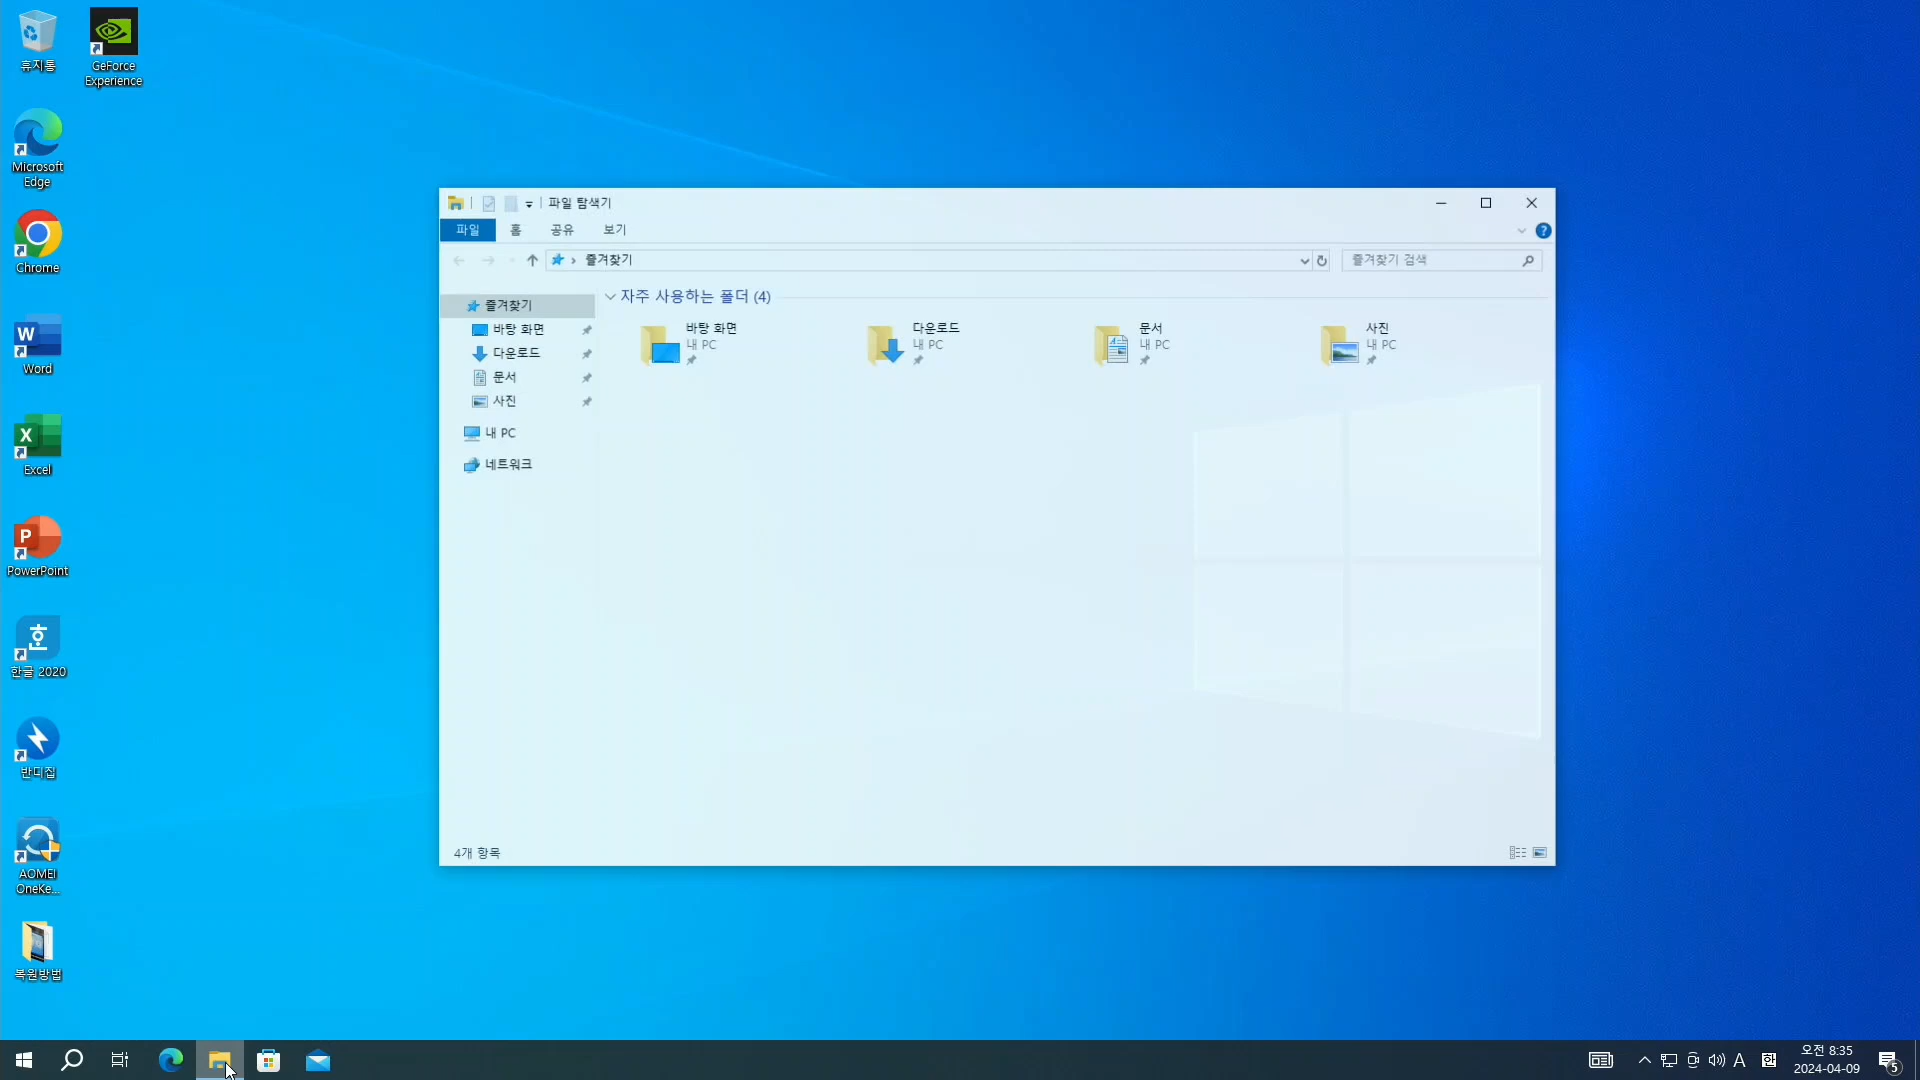 휴지통
GeForce
Experience
Microsoft
Edge
Chrome
Word
Excel
PowerPoint
한글 2020
반디집
AOMEI
OneKe...
복원방법
파일 탐색기
파일
홈
공유
보기
즐겨찾기
즐겨찾기 검색
즐겨찾기
바탕 화면
다운로드
문서
사진
내 PC
네트워크
자주 사용하는 폴더 (4)
바탕 화면
내 PC
다운로드
내 PC
문서
내 PC
사진
내 PC
4개 항목
A
한
오전 8:35
2024-04-09
5